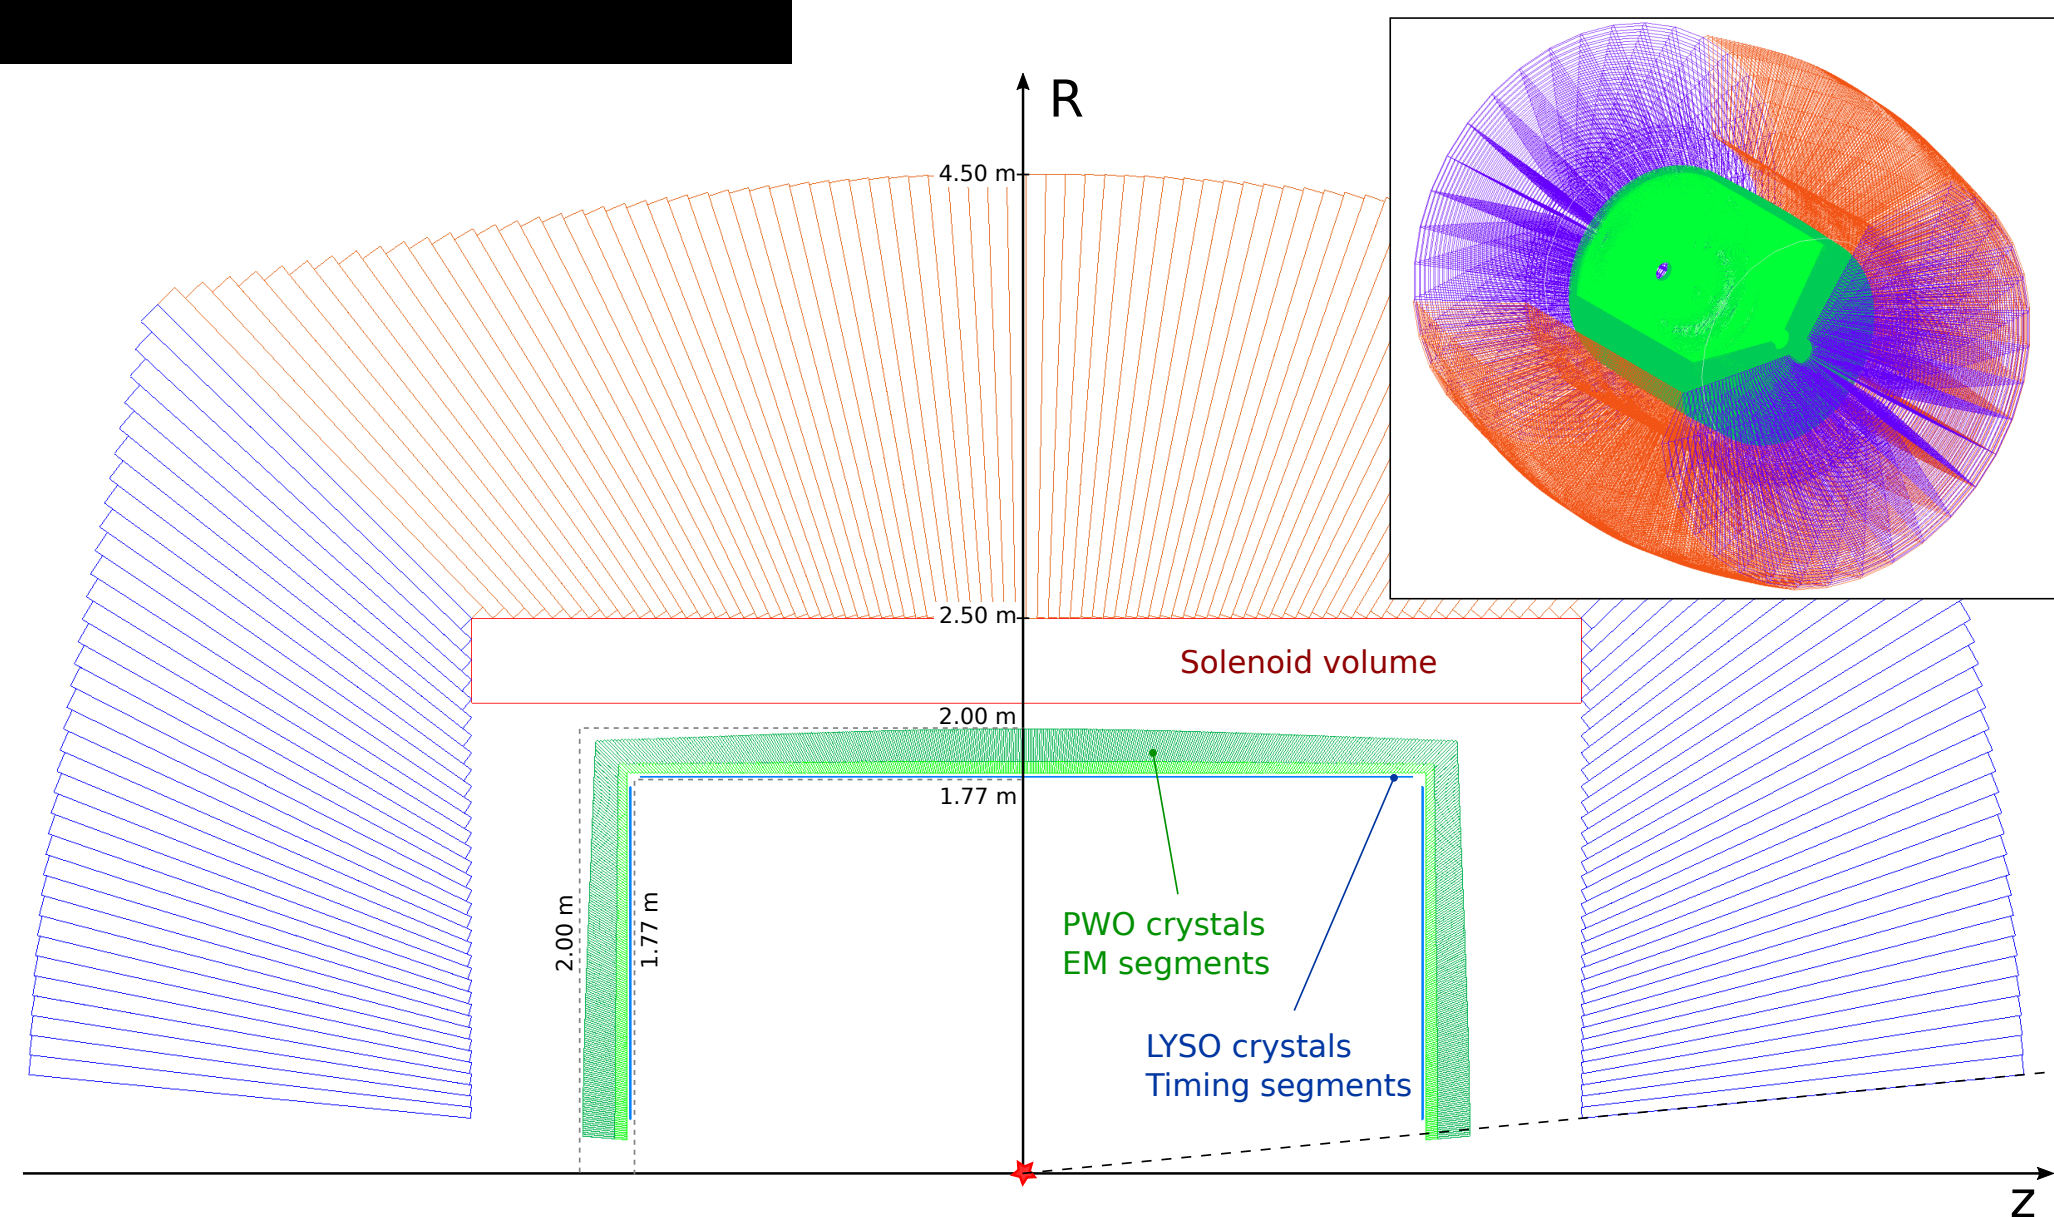 R
4.50 m
2.50 m
Solenoid volume
2.00 m
1.77 m
2.00 m
1.77 m
PWO crystals
EM segments
LYSO crystals
Timing segments
z